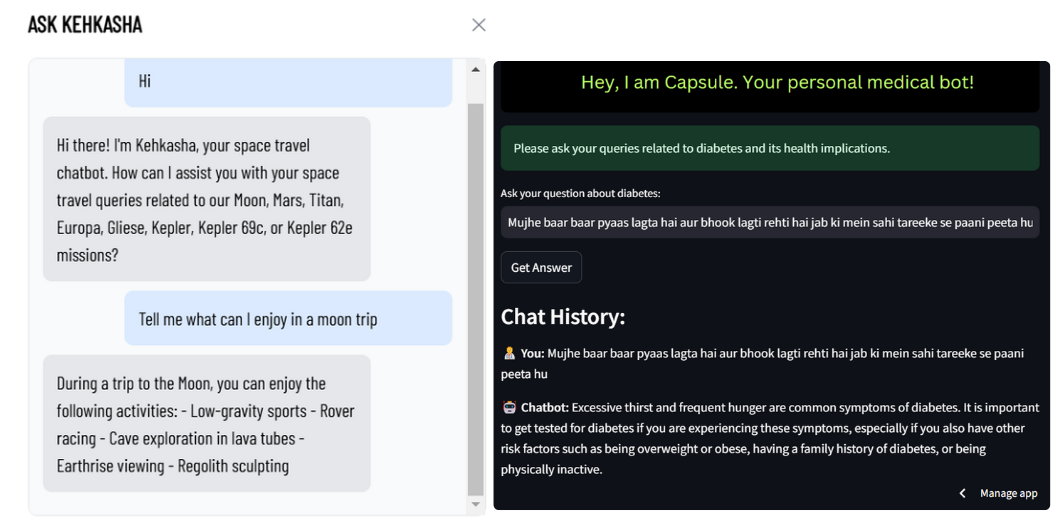 ASK KEHKASHA
Hi
Hi there! I'm Kehkasha, your space travel
chatbot. How can I assist you with your space
travel queries related to our Moon, Mars, Titan,
Europa, Gliese, Kepler, Kepler 69c, or Kepler 62e
missions?
Tell me what can I enjoy in a moon trip
During a trip to the Moon, you can enjoy the
following activities: - Low-gravity sports - Rover
racing - Cave exploration in lava tubes -
Earthrise viewing - Regolith sculpting
Hey, I am Capsule. Your personal medical bot!
Please ask your queries related to diabetes and its health implications.
Ask your question about diabetes:
Mujhe baar baar pyaas lagta hai aur bhook lagti rehti hai jab ki mein sahi tareeke se paani peeta hu
Get Answer
Chat History:
You: Mujhe baar baar pyaas lagta hai aur bhook lagti rehti hai jab ki mein sahi tareeke se paani
peeta hu
Chatbot: Excessive thirst and frequent hunger are common symptoms of diabetes. It is important
to get tested for diabetes if you are experiencing these symptoms, especially if you also have other
risk factors such as being overweight or obese, having a family history of diabetes, or being
physically inactive.
Manage app